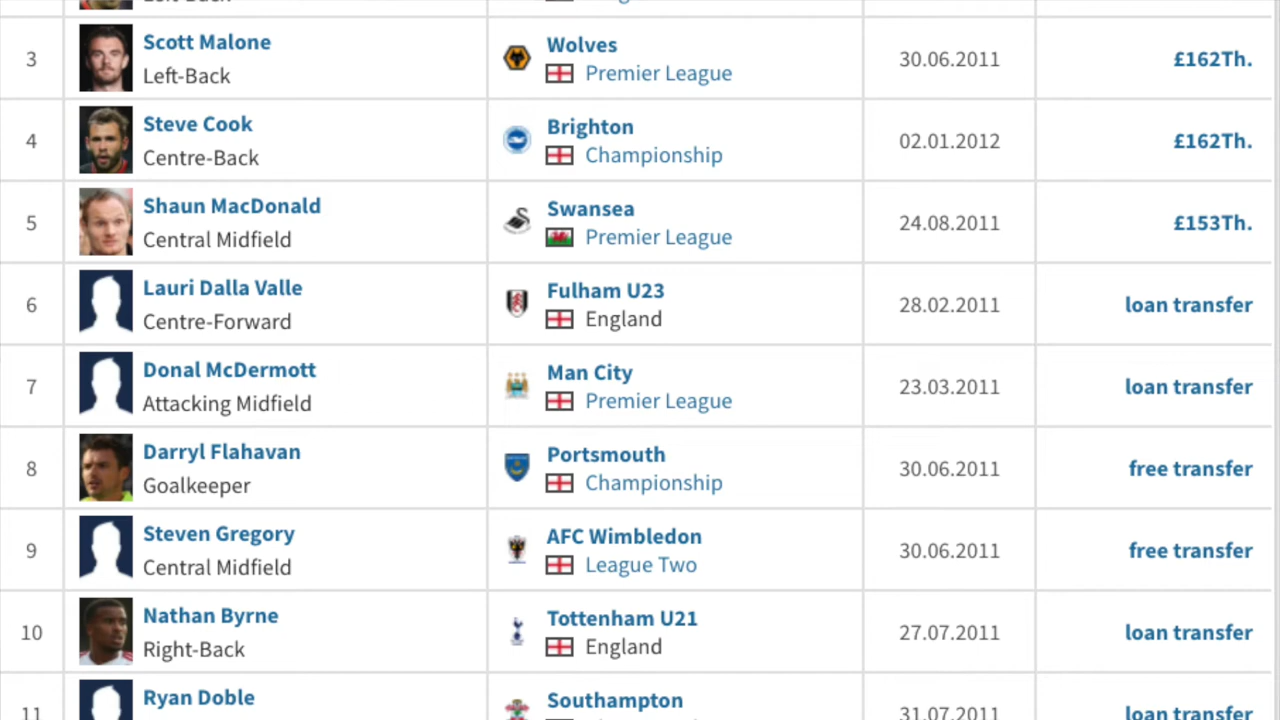 3
Scott Malone
Left-Back
Wolves
Premier League
30.06.2011
£162Th.
4
Steve Cook
Centre-Back
Brighton
Championship
02.01.2012
£162Th.
5
Shaun MacDonald
Central Midfield
Swansea
Premier League
24.08.2011
£153Th.
6
Lauri Dalla Valle
Centre-Forward
Fulham U23
England
28.02.2011
loan transfer
7
Donal McDermott
Attacking Midfield
Man City
Premier League
23.03.2011
loan transfer
8
Darryl Flahavan
Goalkeeper
Portsmouth
Championship
30.06.2011
free transfer
9
Steven Gregory
Central Midfield
AFC Wimbledon
League Two
30.06.2011
free transfer
10
Nathan Byrne
Right-Back
Tottenham U21
England
27.07.2011
loan transfer
11
Ryan Doble
Southampton
31.07.2011
loan transfer